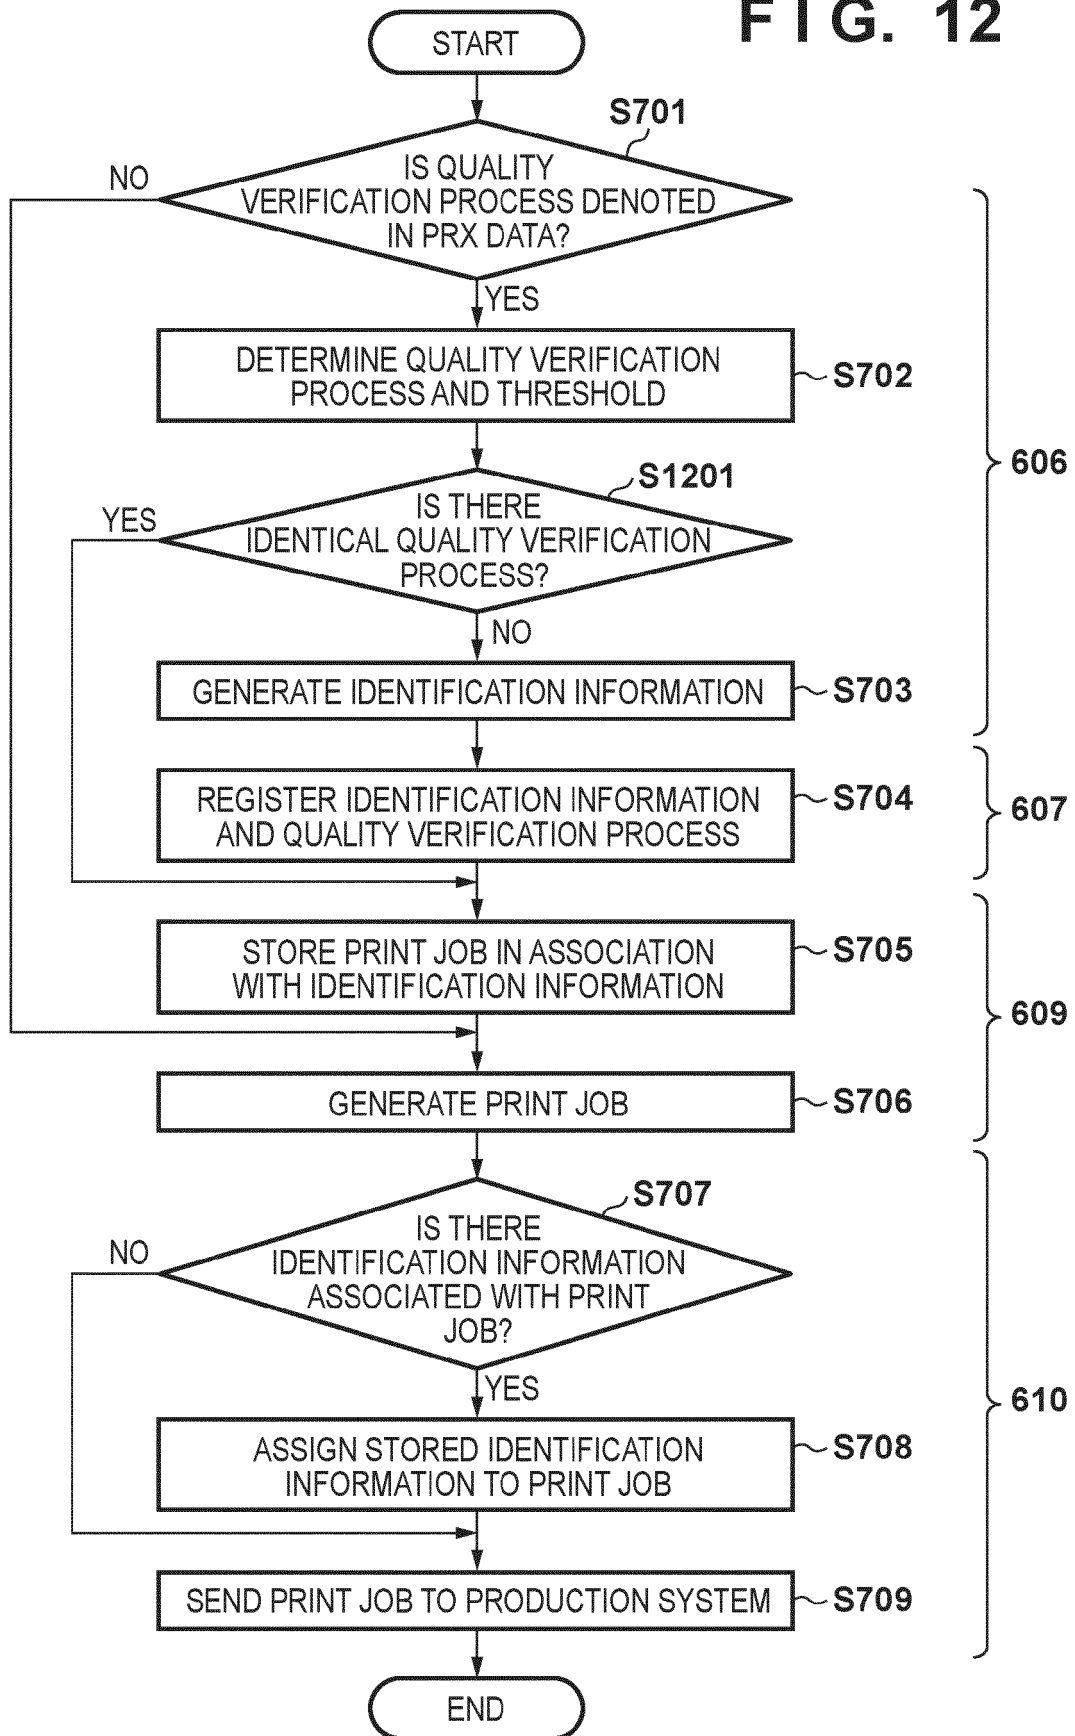 FIG. 12
START
S701
IS QUALITY
VERIFICATION PROCESS DENOTED
IN PRX DATA?
NO
YES
DETERMINE QUALITY VERIFICATION
PROCESS AND THRESHOLD
S702
606
S1201
IS THERE
IDENTICAL QUALITY VERIFICATION
PROCESS?
YES
NO
GENERATE IDENTIFICATION INFORMATION
S703
REGISTER IDENTIFICATION INFORMATION
AND QUALITY VERIFICATION PROCESS
S704
607
STORE PRINT JOB IN ASSOCIATION
WITH IDENTIFICATION INFORMATION
S705
609
GENERATE PRINT JOB
S706
S707
IS THERE
IDENTIFICATION INFORMATION
ASSOCIATED WITH PRINT
JOB?
NO
YES
610
ASSIGN STORED IDENTIFICATION
INFORMATION TO PRINT JOB
S708
SEND PRINT JOB TO PRODUCTION SYSTEM
S709
END